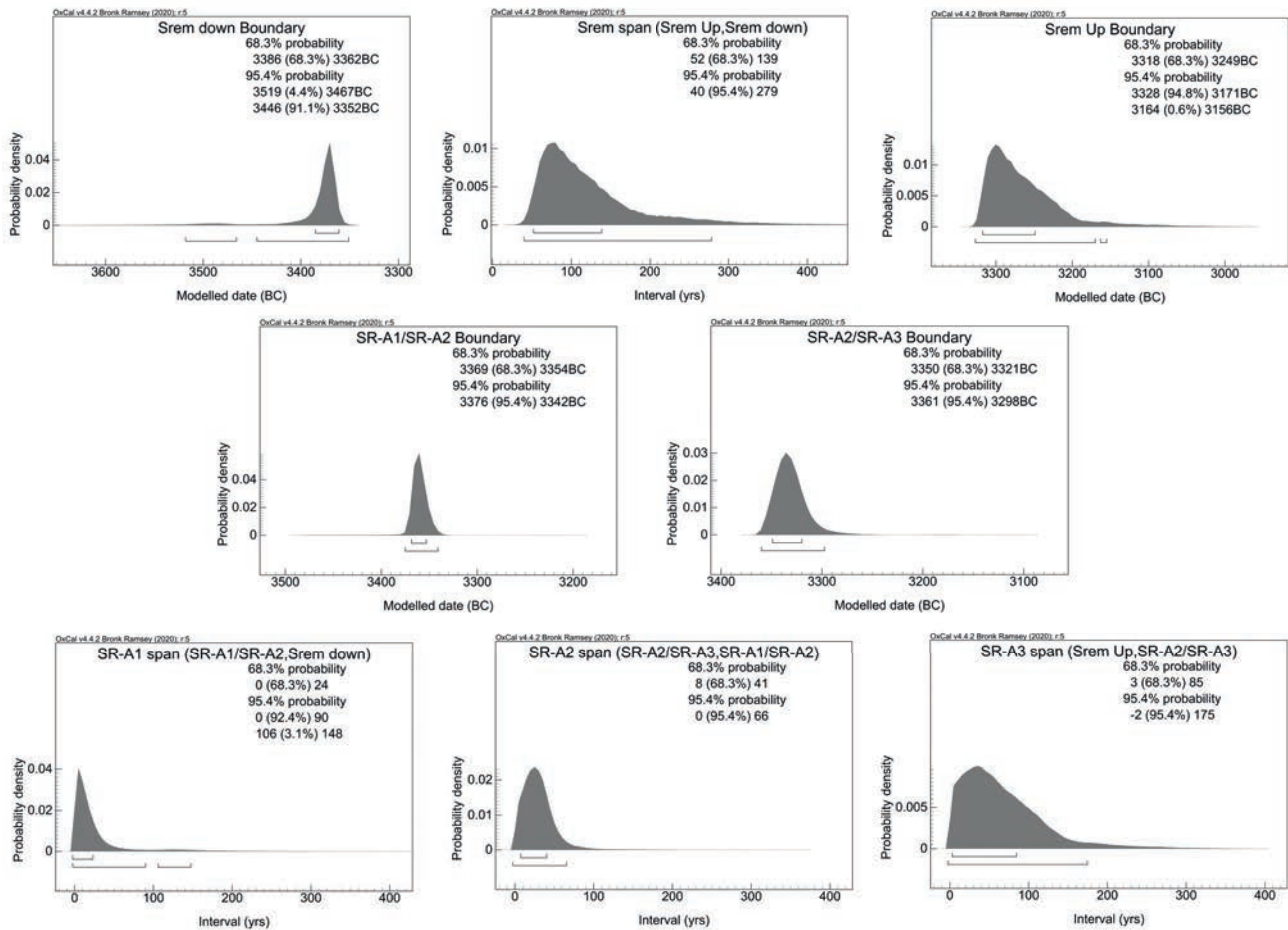 OxCal v4.4.2 Bronk Ramsey (2020); r:5
Srem down Boundary
68.3% probability
3386 (68.3%) 3362BC
95.4% probability
3519 (4.4%) 3467BC
3446 (91.1%) 3352BC
Probability density
0.04
0.02
0
3600
3500
3400
3300
Modelled date (BC)
OxCal v4.4.2 Bronk Ramsey (2020); r:5
Srem span (Srem Up,Srem down)
68.3% probability
52 (68.3%) 139
95.4% probability
40 (95.4%) 279
Probability density
0.01
0.005
0
0
100
200
300
400
Interval (yrs)
OxCal v4.4.2 Bronk Ramsey (2020); r:5
Srem Up Boundary
68.3% probability
3318 (68.3%) 3249BC
95.4% probability
3328 (94.8%) 3171BC
3164 (0.6%) 3156BC
Probability density
0.01
0.005
0
3300
3200
3100
3000
Modelled date (BC)
OxCal v4.4.2 Bronk Ramsey (2020); r:5
SR-A1/SR-A2 Boundary
68.3% probability
3369 (68.3%) 3354BC
95.4% probability
3376 (95.4%) 3342BC
Probability density
0.04
0.02
0
3500
3400
3300
3200
Modelled date (BC)
OxCal v4.4.2 Bronk Ramsey (2020); r:5
SR-A2/SR-A3 Boundary
68.3% probability
3350 (68.3%) 3321BC
95.4% probability
3361 (95.4%) 3298BC
Probability density
0.03
0.02
0.01
0
3400
3300
3200
3100
Modelled date (BC)
OxCal v4.4.2 Bronk Ramsey (2020); r:5
SR-A1 span (SR-A1/SR-A2,Srem down)
68.3% probability
0 (68.3%) 24
95.4% probability
0 (92.4%) 90
106 (3.1%) 148
Probability density
0.04
0.02
0
0
100
200
300
400
Interval (yrs)
OxCal v4.4.2 Bronk Ramsey (2020); r:5
SR-A2 span (SR-A2/SR-A3,SR-A1/SR-A2)
68.3% probability
8 (68.3%) 41
95.4% probability
0 (95.4%) 66
Probability density
0.02
0.01
0
0
100
200
300
400
Interval (yrs)
OxCal v4.4.2 Bronk Ramsey (2020); r:5
SR-A3 span (Srem Up,SR-A2/SR-A3)
68.3% probability
3 (68.3%) 85
95.4% probability
-2 (95.4%) 175
Probability density
0.005
0
0
100
200
300
400
Interval (yrs)